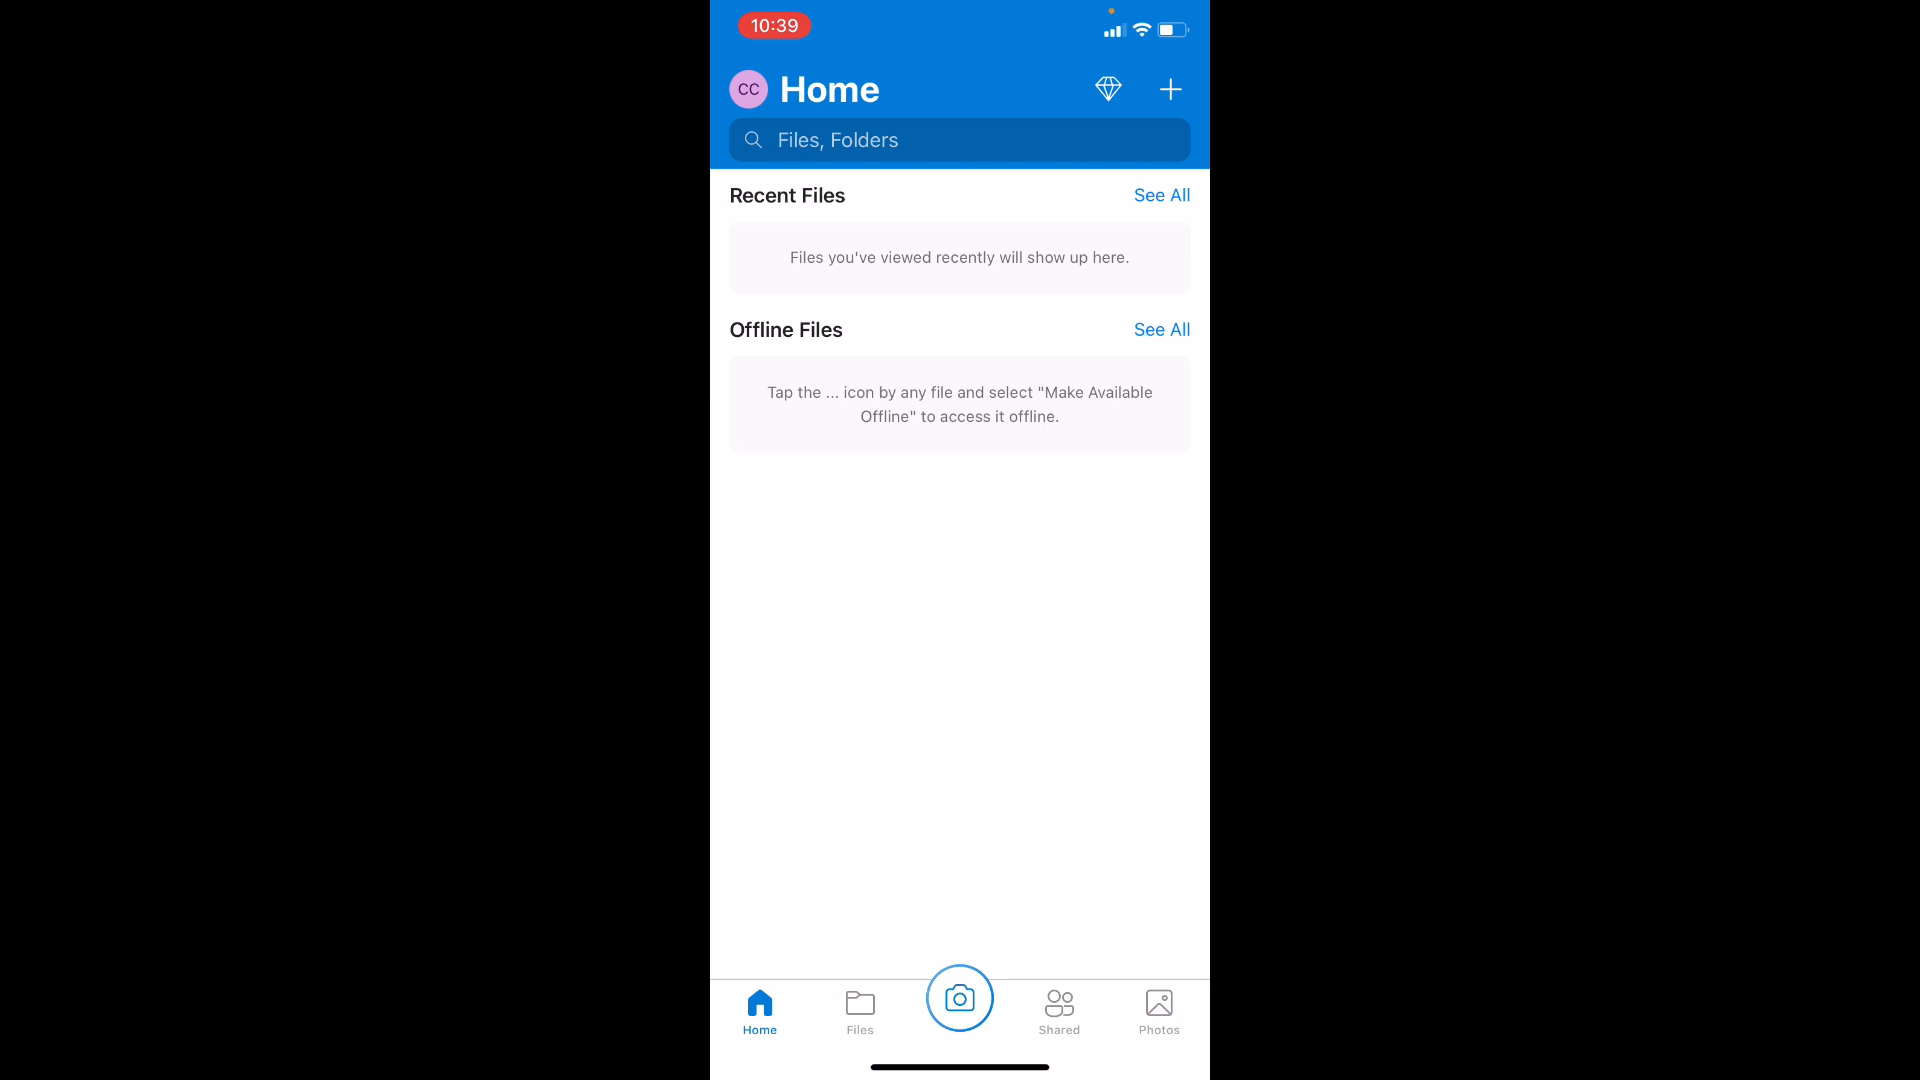 10:39
CC
Home
Files, Folders
Recent Files
See All
Files you've viewed recently will show up here.
Offline Files
See All
Tap the ... icon by any file and select "Make Available
Offline" to access it offline.
Home
Files
Shared
Photos